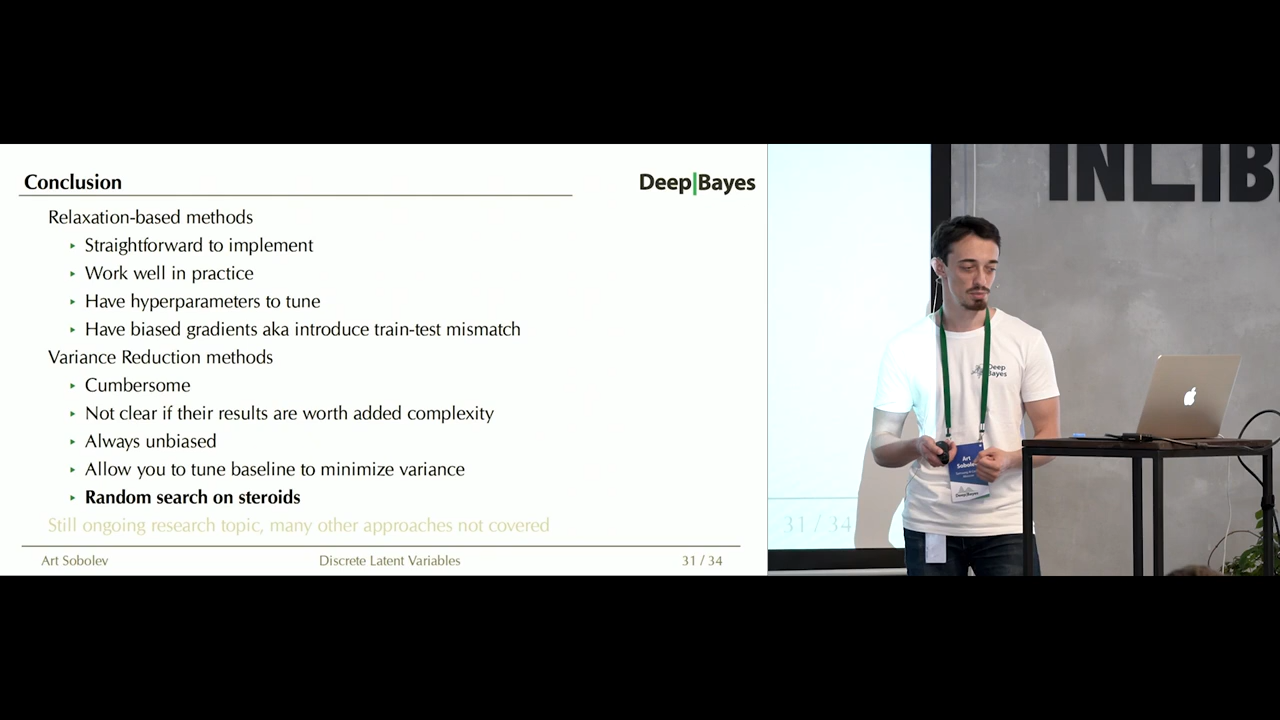 Conclusion
Deep|Bayes
Relaxation-based methods
▸ Straightforward to implement
▸ Work well in practice
▸ Have hyperparameters to tune
▸ Have biased gradients aka introduce train-test mismatch
Variance Reduction methods
▸ Cumbersome
▸ Not clear if their results are worth added complexity
▸ Always unbiased
▸ Allow you to tune baseline to minimize variance
▸ Random search on steroids
Still ongoing research topic, many other approaches not covered
Art Sobolev
Discrete Latent Variables
31 / 34
INLIB
Deep
Bayes
Art
Sobolev
Deep|Bayes
31 / 34